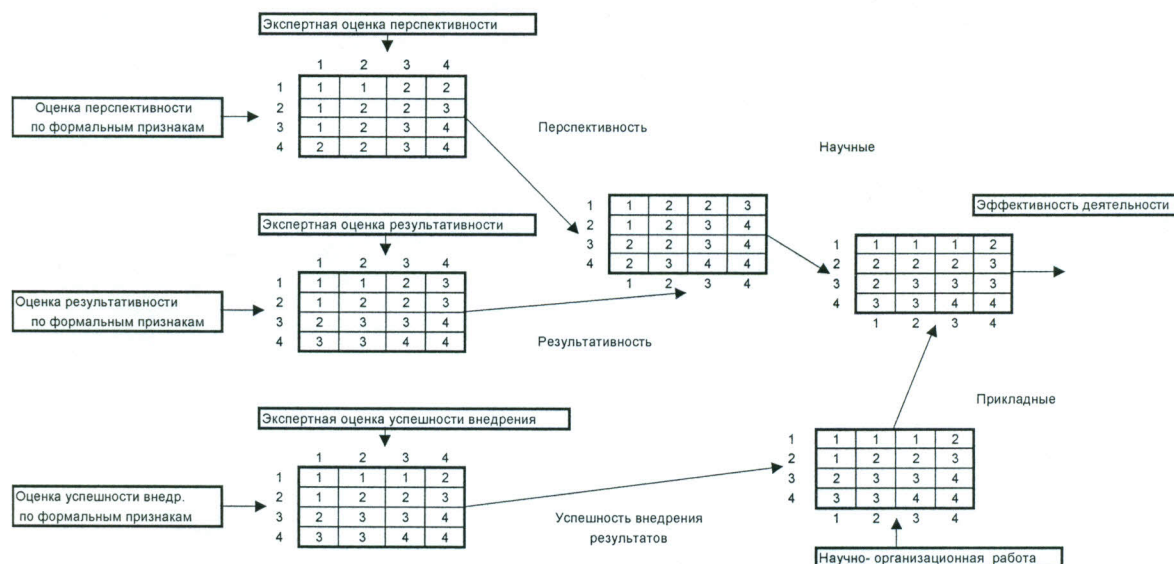 Экспертная оценка перспективности
1 2 3 4
1 1 1 2 2
2 1 2 2 3
3 1 2 3 4
4 2 2 3 4
Оценка перспективности
по формальным признакам
Перспективность
Научные
Экспертная оценка результативности
1 2 3 4
1 1 1 2 3
2 1 2 2 3
3 2 3 3 4
4 3 3 4 4
Оценка результативности
по формальным признакам
Результативность
1 1 2 2 3
2 1 2 3 4
3 2 2 3 4
4 2 3 4 4
1 2 3 4
Эффективность деятельности
1 1 1 1 2
2 2 2 2 3
3 2 3 3 3
4 3 3 4 4
1 2 3 4
Прикладные
Экспертная оценка успешности внедрения
1 2 3 4
1 1 1 1 2
2 1 2 2 3
3 2 3 3 4
4 3 3 4 4
Оценка успешности внедр.
по формальным признакам
Успешность внедрения
результатов
1 1 1 1 2
2 1 2 2 3
3 2 3 3 4
4 3 3 4 4
1 2 3 4
Научно- организационная работа